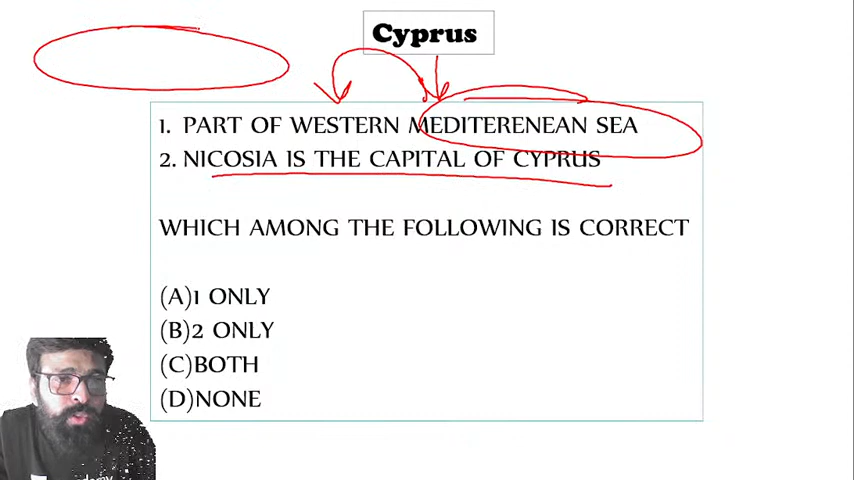 Cyprus
1. PART OF WESTERN MEDITERENEAN SEA
2. NICOSIA IS THE CAPITAL OF CYPRUS
WHICH AMONG THE FOLLOWING IS CORRECT
(A)1 ONLY
(B)2 ONLY
(C)BOTH
(D)NONE